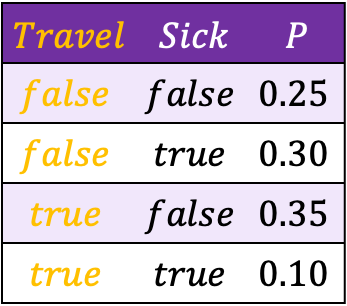 Travel Sick P
false false 0.25
false true 0.30
true false 0.35
true true 0.10